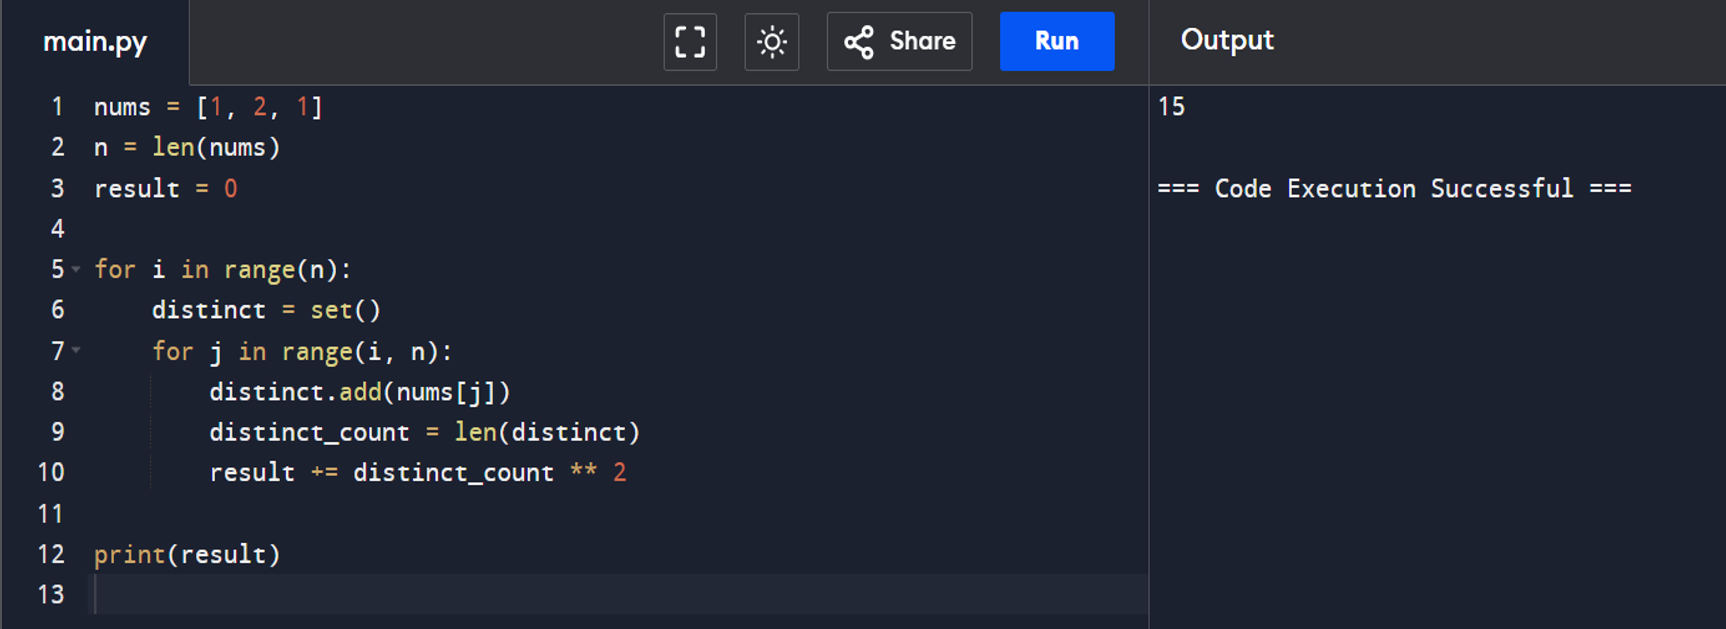 main.py
Share
Run
Output
1 nums = [1, 2, 1]
2 n = len(nums)
3 result = 0
4
5 for i in range(n):
6     distinct = set()
7     for j in range(i, n):
8         distinct.add(nums[j])
9         distinct_count = len(distinct)
10         result += distinct_count ** 2
11
12 print(result)
13
15
=== Code Execution Successful ===